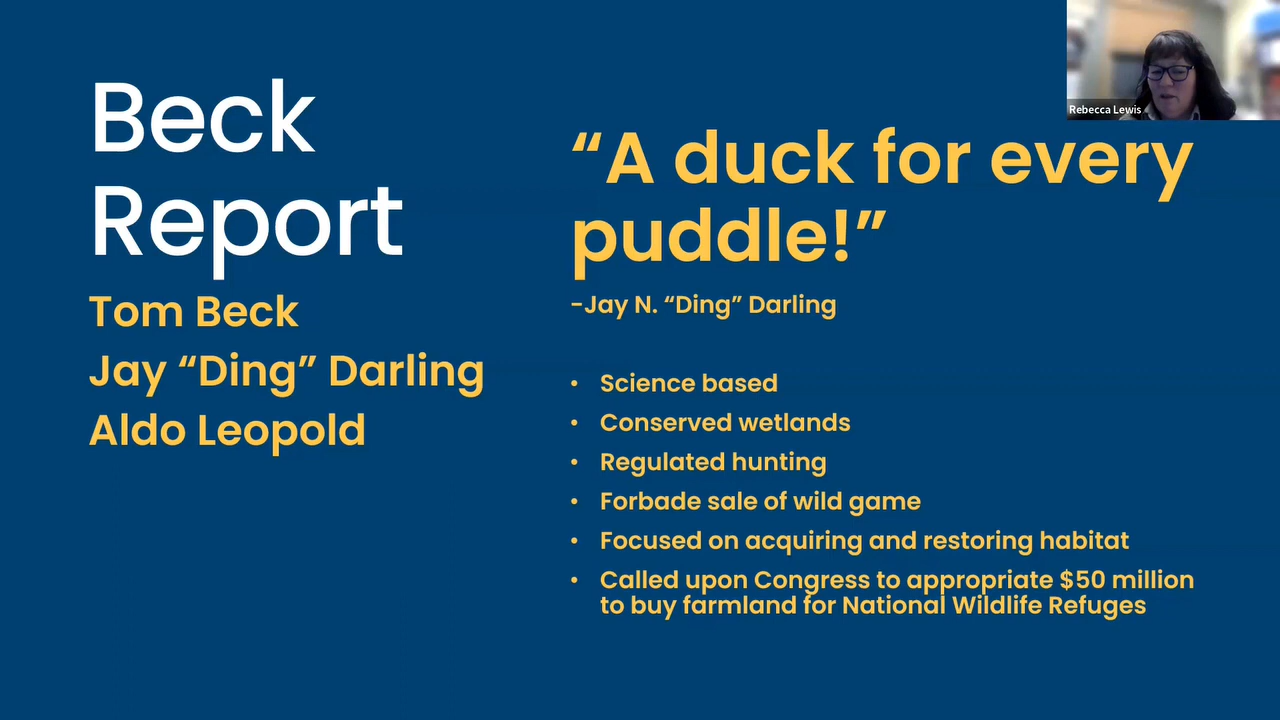 Beck
Report
Tom Beck
Jay “Ding” Darling
Aldo Leopold
Rebecca Lewis
“A duck for every
puddle!”
-Jay N. “Ding” Darling
• Science based
• Conserved wetlands
• Regulated hunting
• Forbade sale of wild game
• Focused on acquiring and restoring habitat
• Called upon Congress to appropriate $50 million
to buy farmland for National Wildlife Refuges